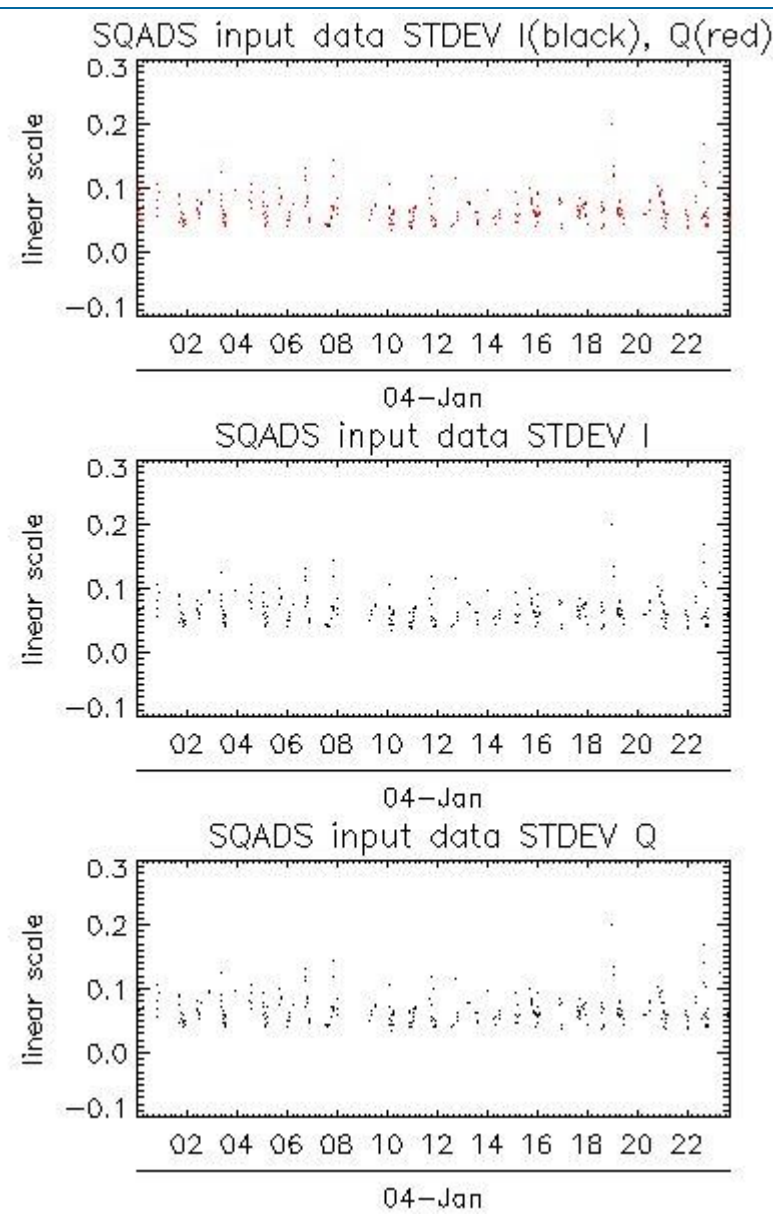 SQADS input data STDEV I(black), Q(red)
0.3
0.2
0.1
0.0
−0.1
linear scale
02 04 06 08 10 12 14 16 18 20 22
04−Jan
SQADS input data STDEV I
0.3
0.2
0.1
0.0
−0.1
linear scale
02 04 06 08 10 12 14 16 18 20 22
04−Jan
SQADS input data STDEV Q
0.3
0.2
0.1
0.0
−0.1
linear scale
02 04 06 08 10 12 14 16 18 20 22
04−Jan